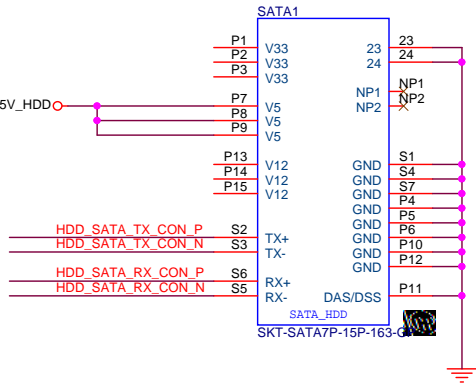 SATA1
P1 V33 23 23
P2 V33 24 24
P3 V33
NP1 NP1
5V_HDD P7 V5 NP2 NP2
P8 V5
P9 V5
P13 V12 GND S1
P14 V12 GND S4
P15 V12 GND S7
GND P4
GND P5
HDD_SATA_TX_CON_P S2 TX+ GND P6
HDD_SATA_TX_CON_N S3 TX- GND P10
GND P12
HDD_SATA_RX_CON_P S6 RX+
HDD_SATA_RX_CON_N S5 RX- DAS/DSS P11
SATA_HDD
SKT-SATA7P-15P-163-